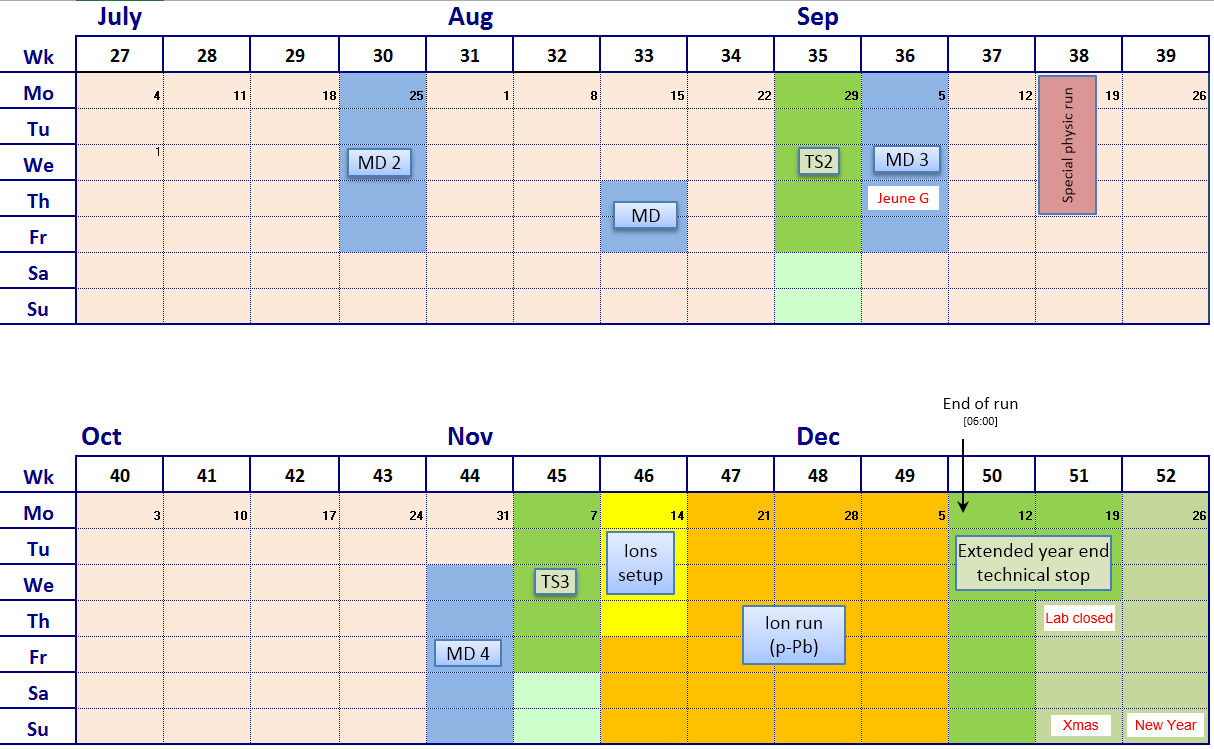 July Aug Sep
Wk 27 28 29 30 31 32 33 34 35 36 37 38 39
Mo 4 11 18 25 1 8 15 22 29 5 12 19 26
Tu
1
We MD 2 TS2 MD 3
Special physic run
Th Jeune G
MD
Fr
Sa
Su
End of run
[06:00]
Oct Nov Dec
Wk 40 41 42 43 44 45 46 47 48 49 50 51 52
Mo 3 10 17 24 31 7 14 21 28 5 12 19 26
Tu
Ions
setup
Extended year end
technical stop
We TS3
Th
Ion run
(p-Pb)
Lab closed
Fr MD 4
Sa
Su Xmas New Year